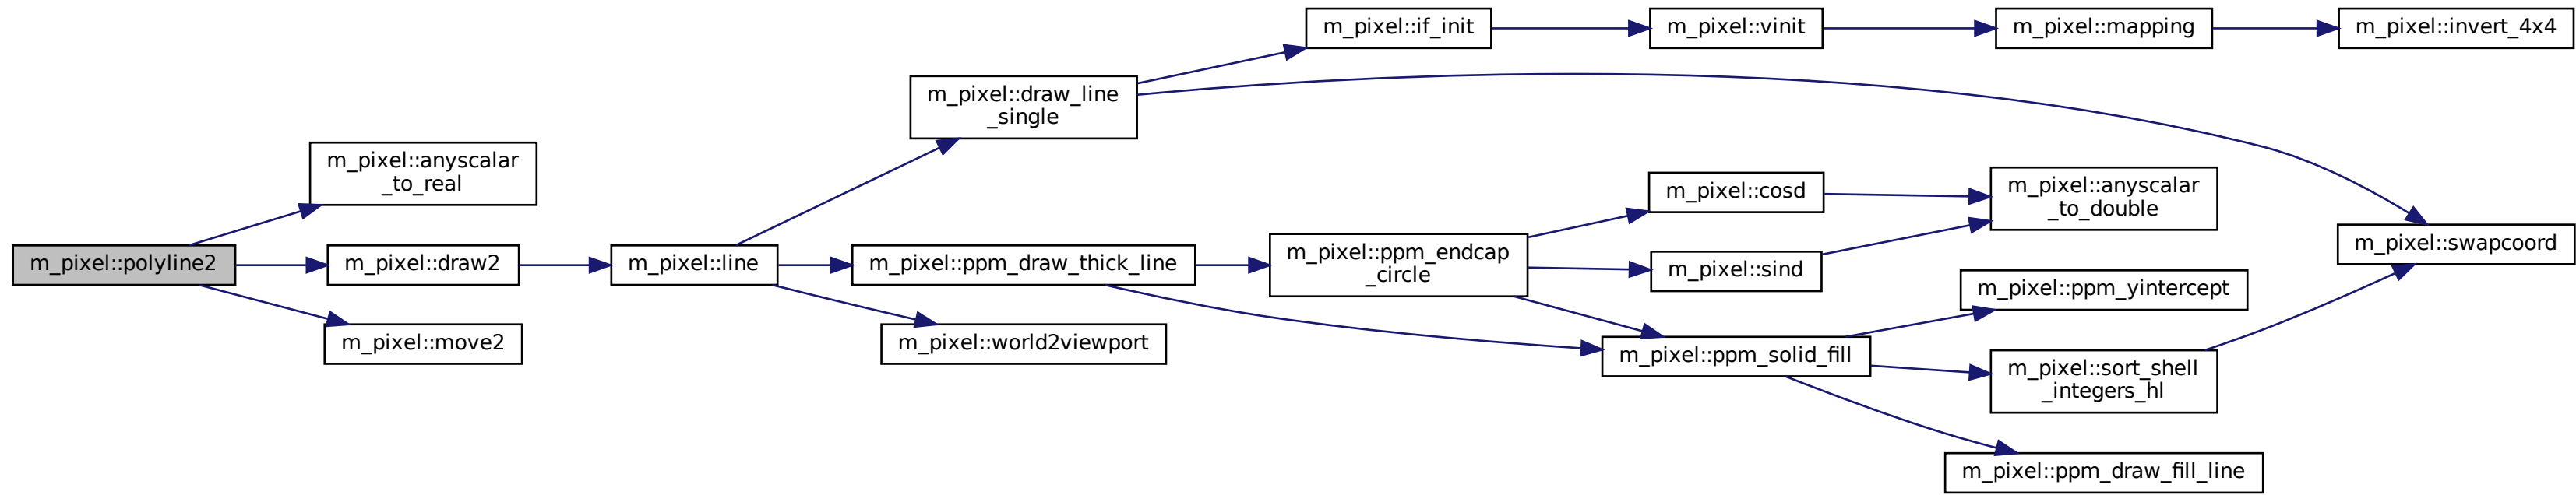 m_pixel::polyline2
m_pixel::anyscalar
_to_real
m_pixel::draw2
m_pixel::move2
m_pixel::line
m_pixel::draw_line
_single
m_pixel::ppm_draw_thick_line
m_pixel::world2viewport
m_pixel::if_init
m_pixel::vinit
m_pixel::mapping
m_pixel::invert_4x4
m_pixel::ppm_endcap
_circle
m_pixel::cosd
m_pixel::sind
m_pixel::anyscalar
_to_double
m_pixel::swapcoord
m_pixel::ppm_solid_fill
m_pixel::ppm_yintercept
m_pixel::sort_shell
_integers_hl
m_pixel::ppm_draw_fill_line